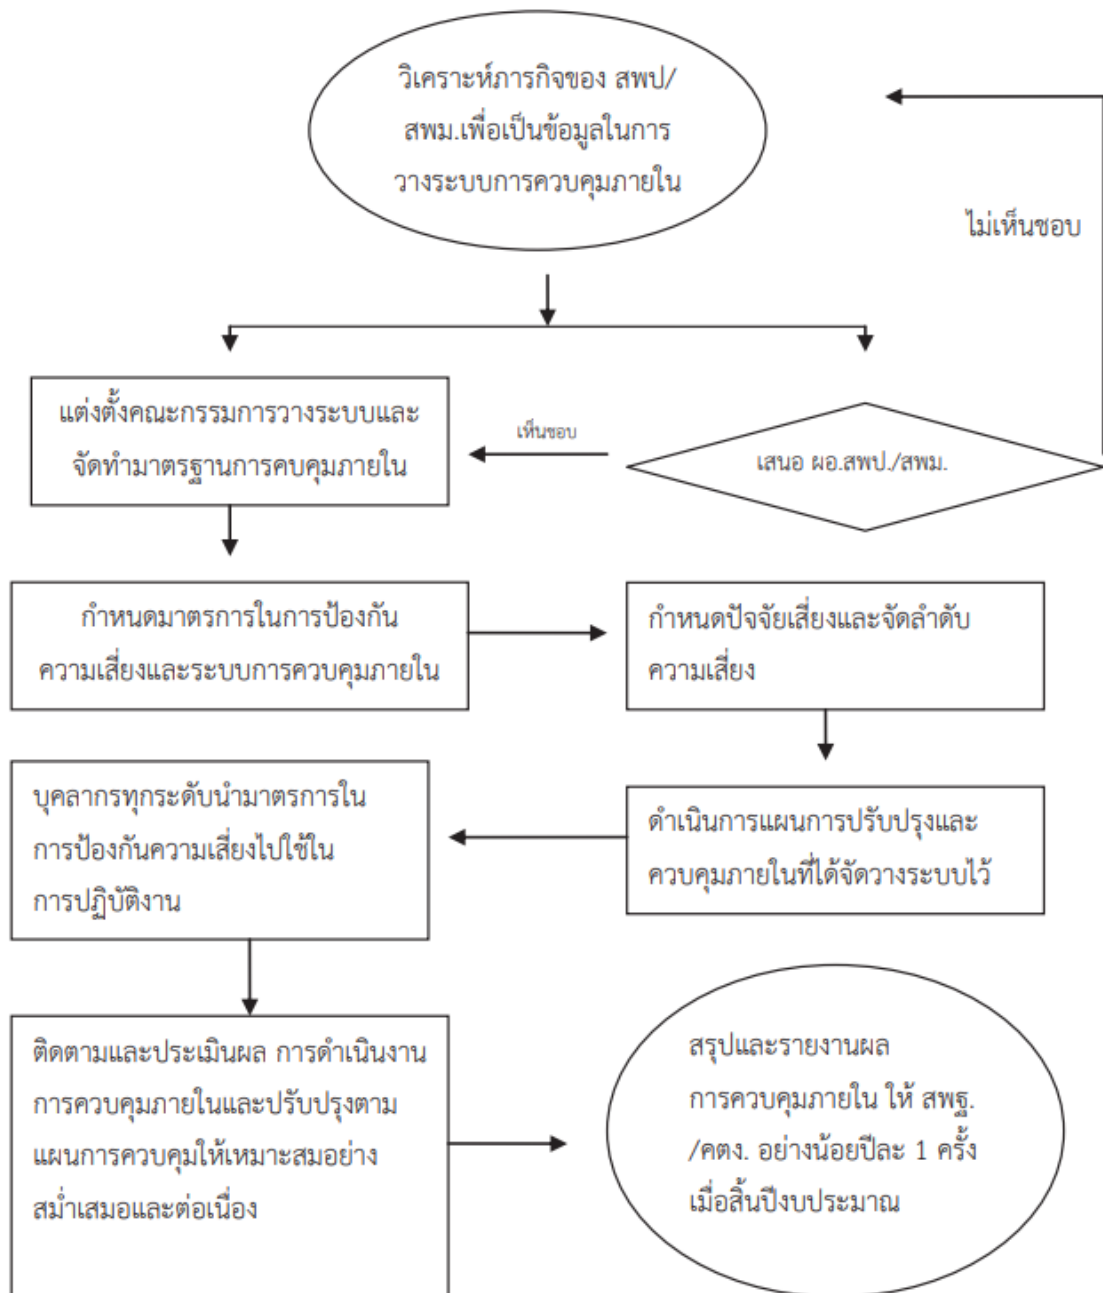 วิเคราะห์ภารกิจของ สพป/
สพม.เพื่อเป็นข้อมูลในการ
วางระบบการควบคุมภายใน
ไม่เห็นชอบ
แต่งตั้งคณะกรรมการวางระบบและ
จัดทำมาตรฐานการคบคุมภายใน
เห็นชอบ
เสนอ ผอ.สพป./สพม.
กำหนดมาตรการในการป้องกัน
ความเสี่ยงและระบบการควบคุมภายใน
กำหนดปัจจัยเสี่ยงและจัดลำดับ
ความเสี่ยง
บุคลากรทุกระดับนำมาตรการใน
การป้องกันความเสี่ยงไปใช้ใน
การปฏิบัติงาน
ดำเนินการแผนการปรับปรุงและ
ควบคุมภายในที่ได้จัดวางระบบไว้
ติดตามและประเมินผล การดำเนินงาน
การควบคุมภายในและปรับปรุงตาม
แผนการควบคุมให้เหมาะสมอย่าง
สม่ำเสมอและต่อเนื่อง
สรุปและรายงานผล
การควบคุมภายใน ให้ สพฐ.
/คตง. อย่างน้อยปีละ 1 ครั้ง
เมื่อสิ้นปีงบประมาณ